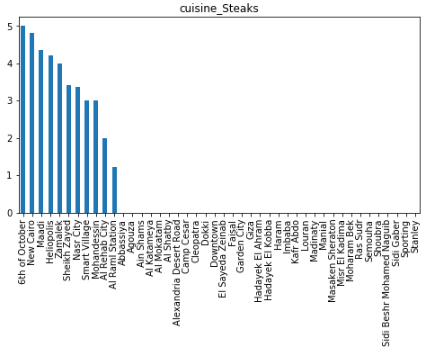 cuisine_Steaks
5
4
3
2
1
0
6th of October
New Cairo
Maadi
Heliopolis
Zamalek
Sheikh Zayed
Nasr City
Smart Village
Mohandessin
Al Rehab City
Al Raml Station
Abbassiya
Agouza
Ain Shams
Al Katameya
Al Mokatam
Al Shatby
Alexandria Desert Road
Camp Cesar
Cleopatra
Dokki
Downtown
El Sayeda Zeinab
Faisal
Garden City
Giza
Hadayek El Ahram
Hadayek El Kobba
Haram
Imbaba
Kafr Abdo
Louran
Madinaty
Manial
Masaken Sheraton
Misr El Kadima
Moharam Bek
Ras Sudr
Semouha
Shoubra
Sidi Beshr Mohamed Naguib
Sidi Gaber
Sporting
Stanley